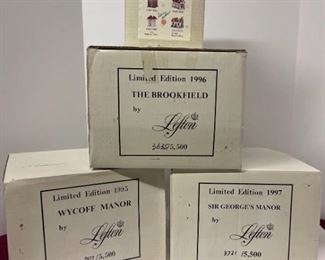 Limited Edition 1996
THE BROOKFIELD
by
Lefton
/5,500
Limited Edition 1995
WYCOFF MANOR
by
Lefton
/5,500
Limited Edition 1997
SIR GEORGE'S MANOR
by
Lefton
/5,500